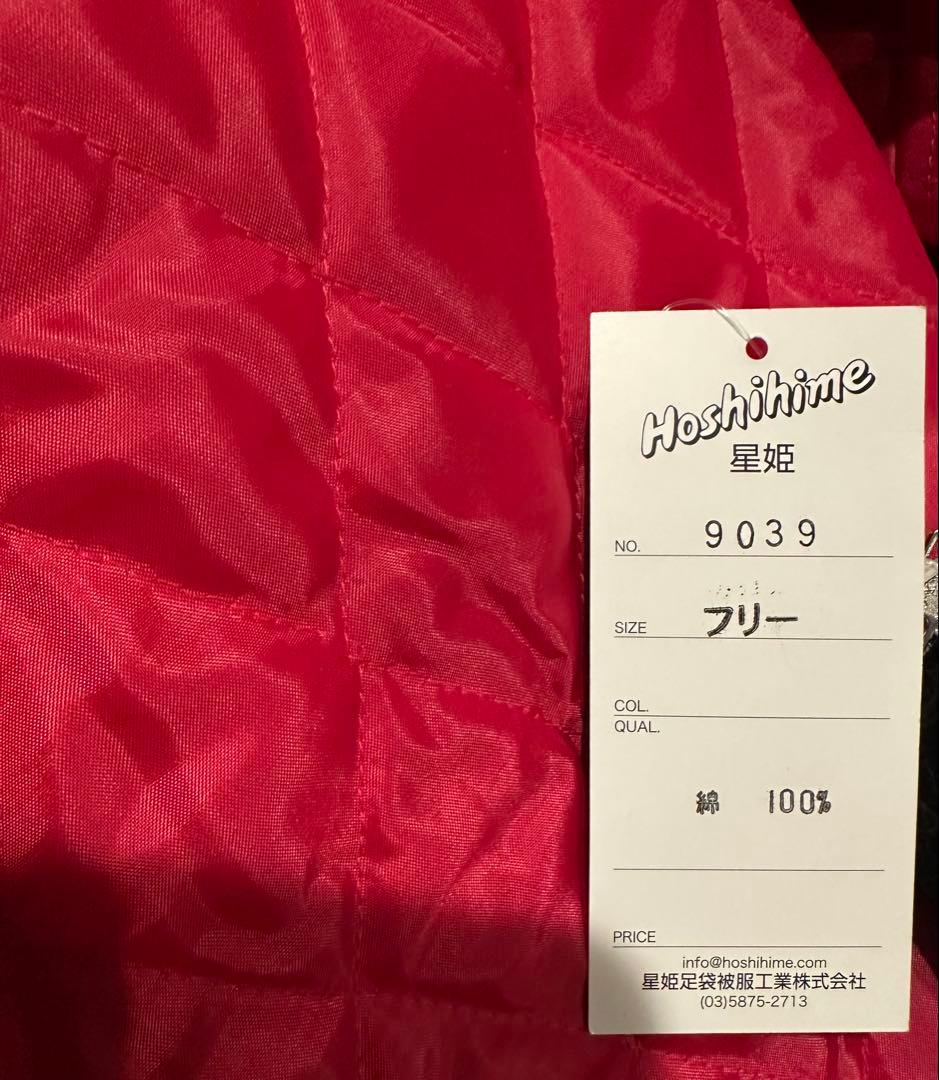 Hoshihime
星姫
NO. 9039
SIZE フリー
COL.
QUAL.
綿 100%
PRICE
info@hoshihime.com
星姫足袋被服工業株式会社
(03)5875-2713